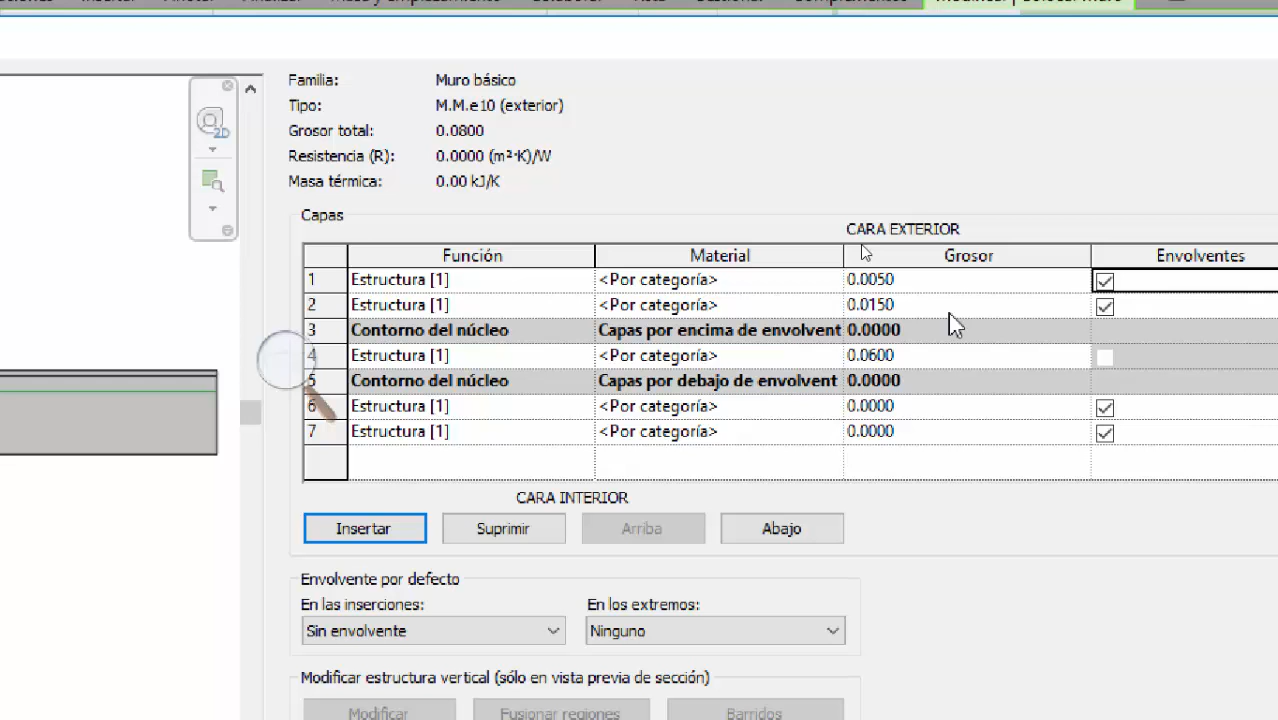 Familia: Muro básico
Tipo: M.M.e10 (exterior)
Grosor total: 0.0800
Resistencia (R): 0.0000 (m²·K)/W
Masa térmica: 0.00 kJ/K
2D
Capas
CARA EXTERIOR
Función Material Grosor Envolventes
1 Estructura [1] <Por categoría> 0.0050
2 Estructura [1] <Por categoría> 0.0150
3 Contorno del núcleo Capas por encima de envolvent 0.0000
4 Estructura [1] <Por categoría> 0.0600
5 Contorno del núcleo Capas por debajo de envolvent 0.0000
6 Estructura [1] <Por categoría> 0.0000
7 Estructura [1] <Por categoría> 0.0000
CARA INTERIOR
Insertar Suprimir Arriba Abajo
Envolvente por defecto
En las inserciones: En los extremos:
Sin envolvente Ninguno
Modificar estructura vertical (sólo en vista previa de sección)
Modificar Fusionar regiones Barridos